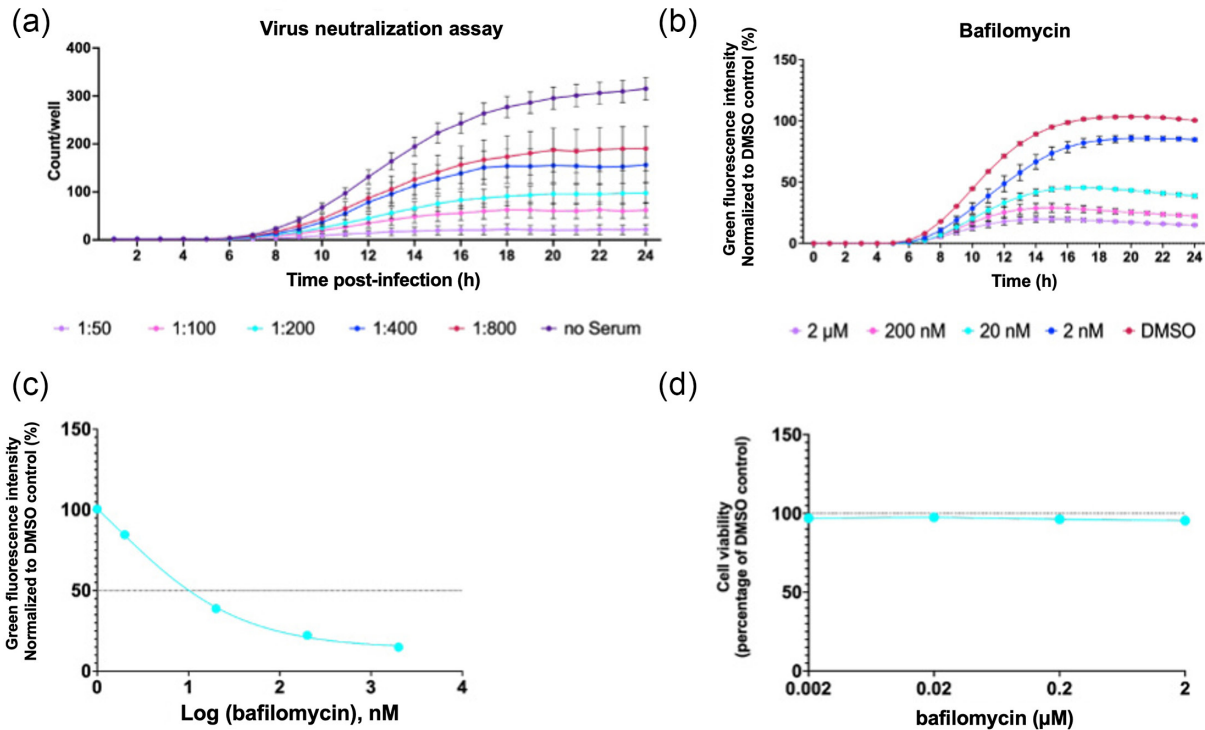 (a)
Virus neutralization assay
400
300
200
100
0
Count/well
2 4 6 8 10 12 14 16 18 20 22 24
Time post-infection (h)
1:50 1:100 1:200 1:400 1:800 no Serum
(b)
Bafilomycin
Green fluorescence intensity
Normalized to DMSO control (%)
150
100
50
0
0 2 4 6 8 10 12 14 16 18 20 22 24
Time (h)
2 µM 200 nM 20 nM 2 nM DMSO
(c)
Green fluorescence intensity
Normalized to DMSO control (%)
150
100
50
0
0 1 2 3 4
Log (bafilomycin), nM
(d)
Cell viability
(percentage of DMSO control)
150
100
50
0
0.002 0.02 0.2 2
bafilomycin (µM)